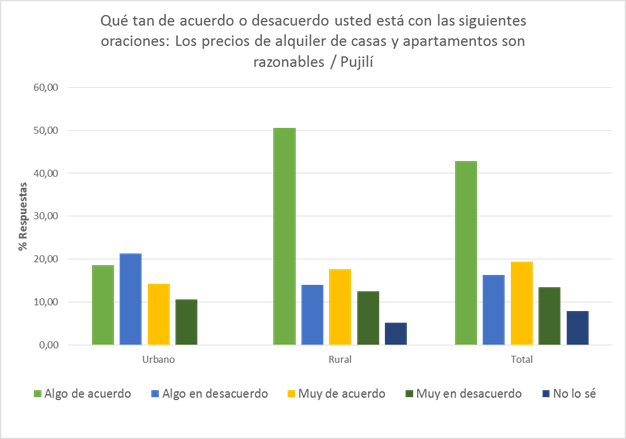 Qué tan de acuerdo o desacuerdo usted está con las siguientes
oraciones: Los precios de alquiler de casas y apartamentos son
razonables / Pujilí
60,00
50,00
40,00
30,00
20,00
10,00
0,00
% Respuestas
Urbano
Rural
Total
Algo de acuerdo
Algo en desacuerdo
Muy de acuerdo
Muy en desacuerdo
No lo sé